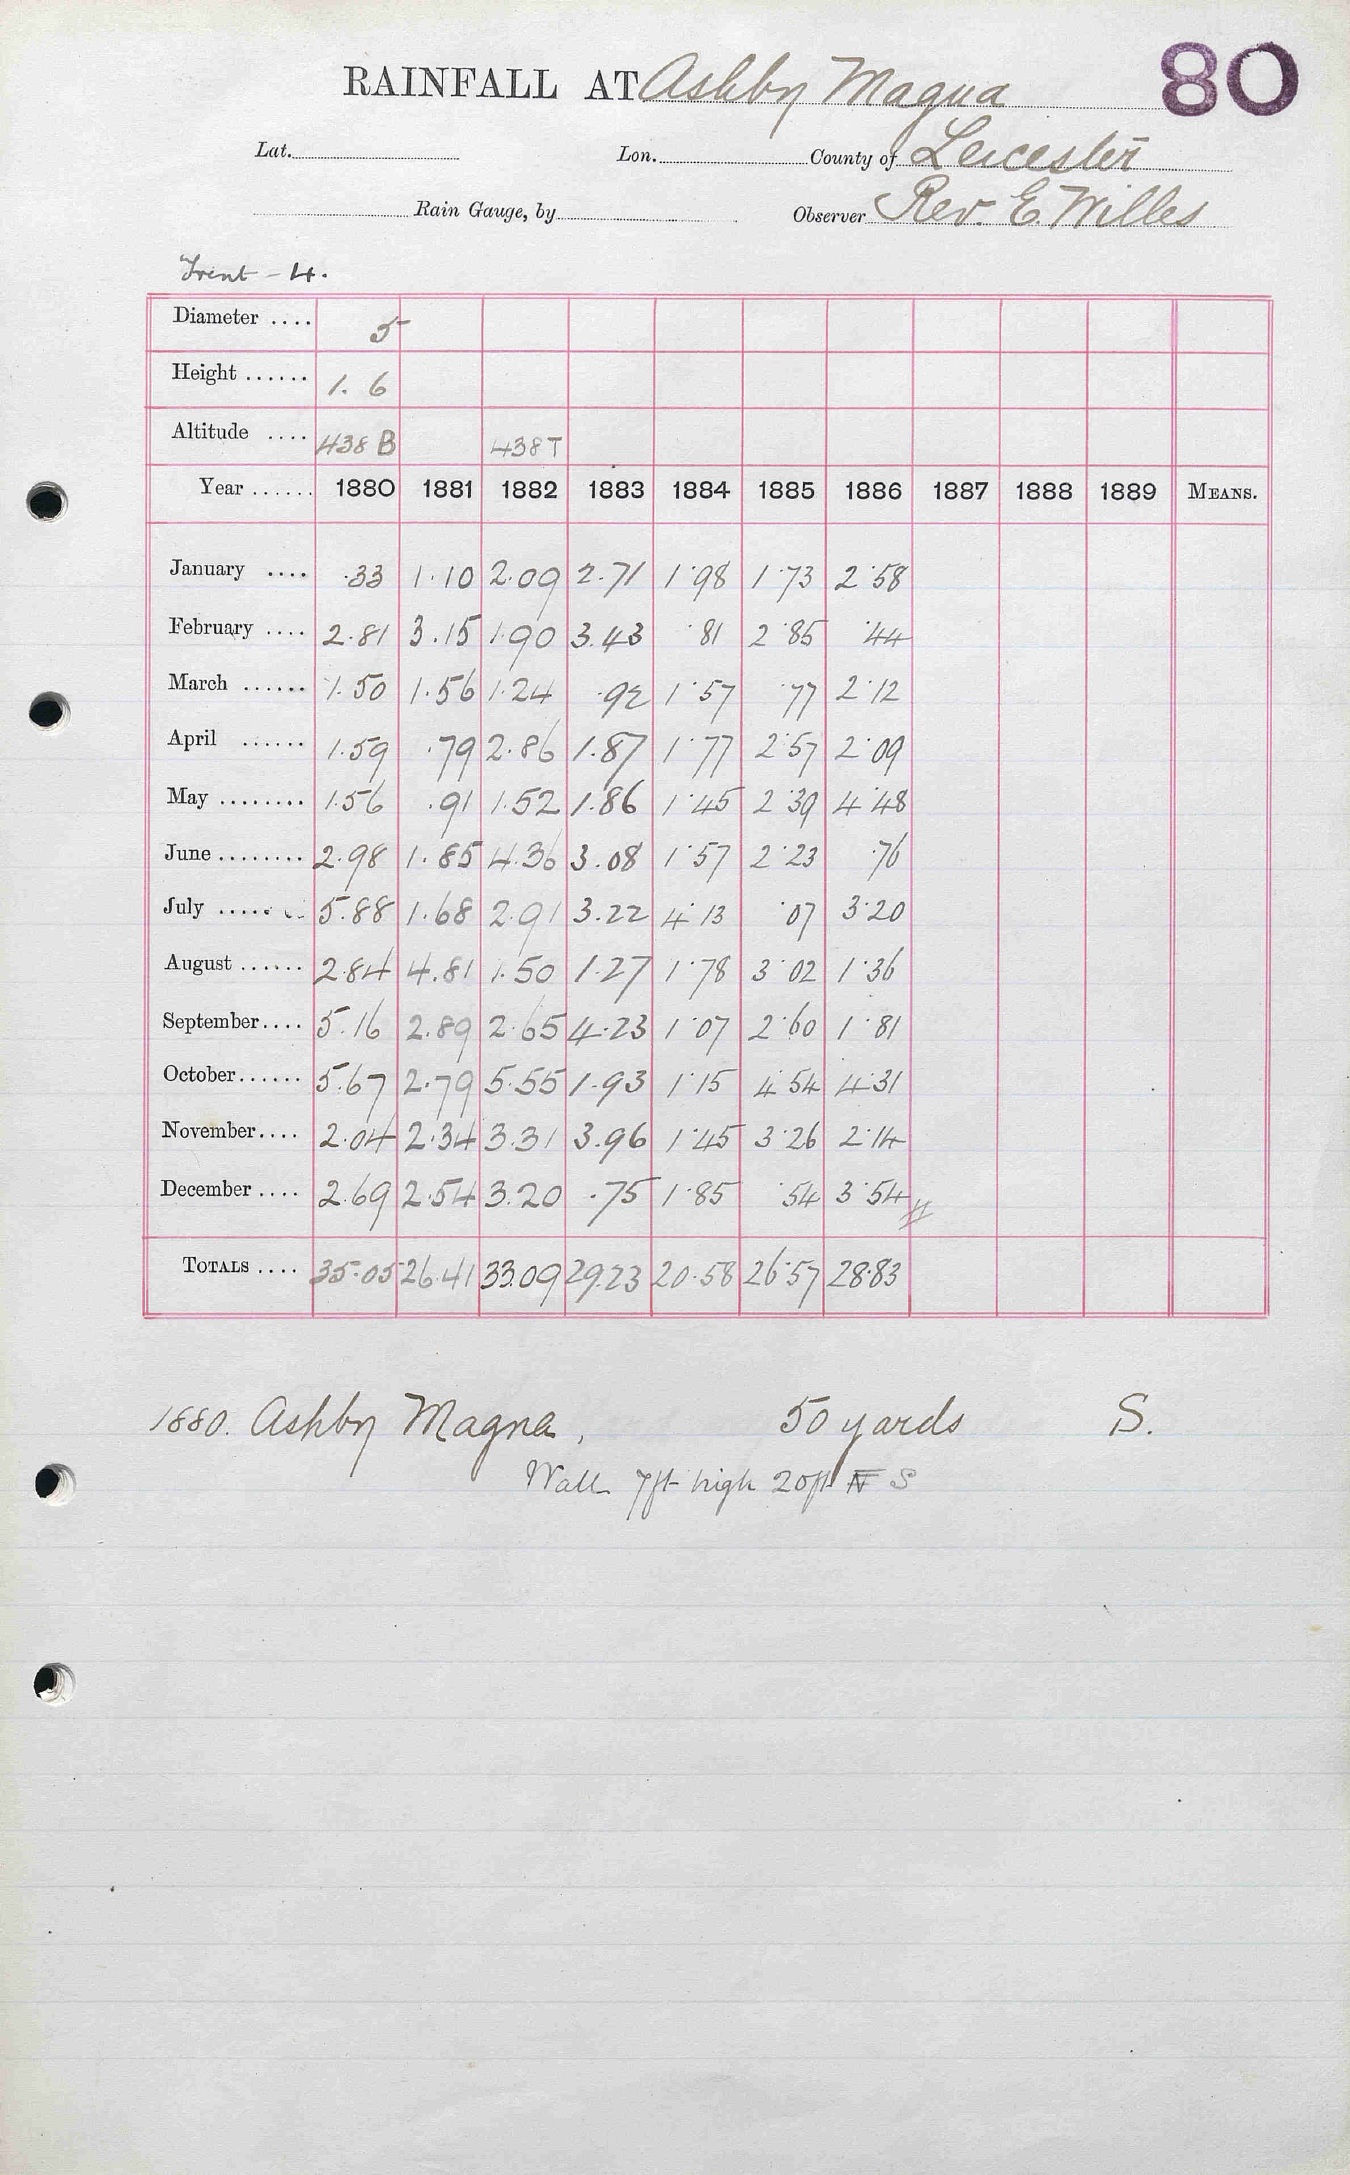 80
RAINFALL AT Ashby Magna
Lat. Lon. County of Leicester
Rain Gauge, by Observer Rev. E. Willes
Trent - 4.
Diameter .... 5
Height ...... 1. 6
Altitude .... 438 B 438 T
Year ...... 1880 1881 1882 1883 1884 1885 1886 1887 1888 1889 MEANS.
January .... .33 1.10 2.09 2.71 1.98 1.73 2.58
February .... 2.81 3.15 1.90 3.43 .81 2.85 .44
March ...... 1.50 1.56 1.24 .92 1.57 .77 2.12
April ...... 1.59 .79 2.86 1.87 1.77 2.57 2.09
May ........ 1.56 .91 1.52 1.86 1.45 2.39 4.48
June ........ 2.98 1.85 4.36 3.08 1.57 2.23 .76
July ...... 5.88 1.68 2.91 3.22 4.13 .07 3.20
August ...... 2.84 4.81 1.50 1.27 1.78 3.02 1.36
September.... 5.16 2.89 2.65 4.23 1.07 2.60 1.81
October...... 5.67 2.79 5.55 1.93 1.15 4.54 4.31
November.... 2.04 2.34 3.31 3.96 1.45 3.26 2.14
December .... 2.69 2.54 3.20 .75 1.85 .54 3.54
TOTALS .... 35.05 26.41 33.09 29.23 20.58 26.57 28.83
1880. Ashby Magna, 50 yards S.
Wall 7ft high 20ft N S